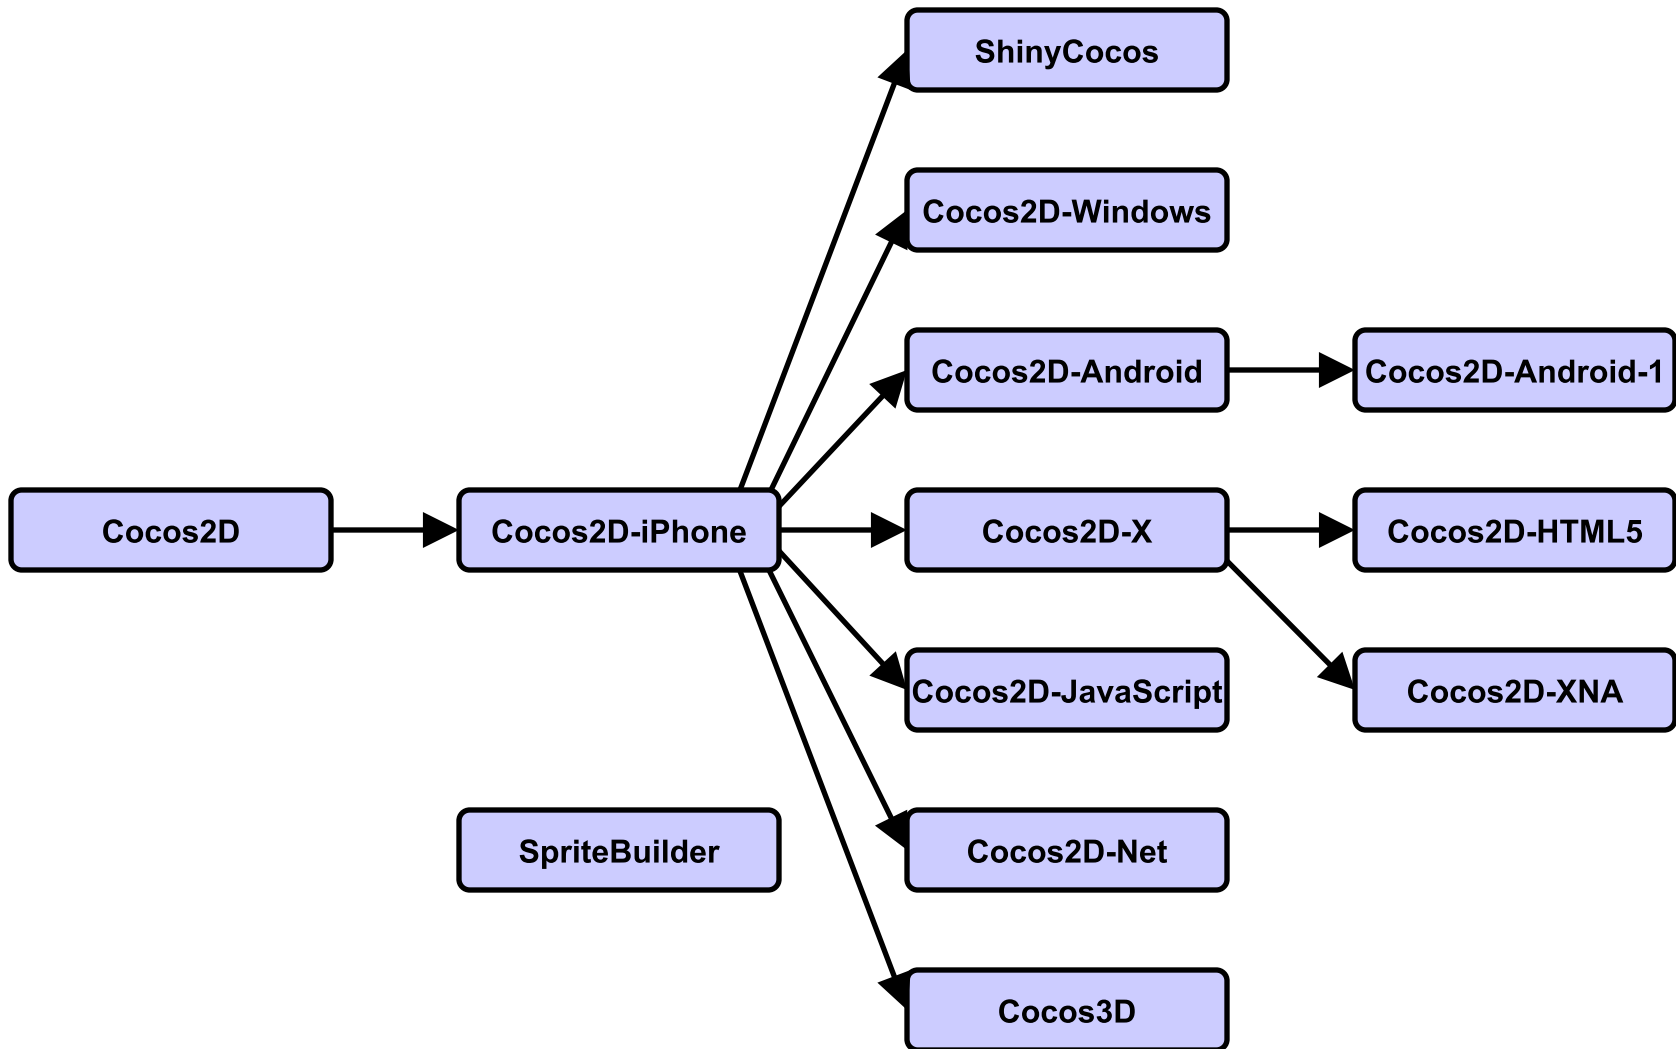 ShinyCocos
Cocos2D-Windows
Cocos2D-Android
Cocos2D-Android-1
Cocos2D
Cocos2D-iPhone
Cocos2D-X
Cocos2D-HTML5
Cocos2D-JavaScript
Cocos2D-XNA
SpriteBuilder
Cocos2D-Net
Cocos3D